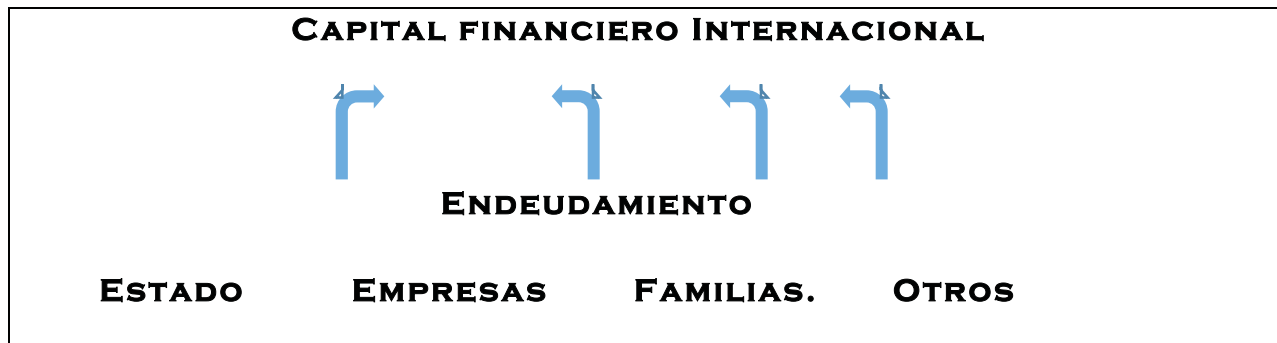 Capital financiero Internacional
Endeudamiento
Estado Empresas Familias. Otros